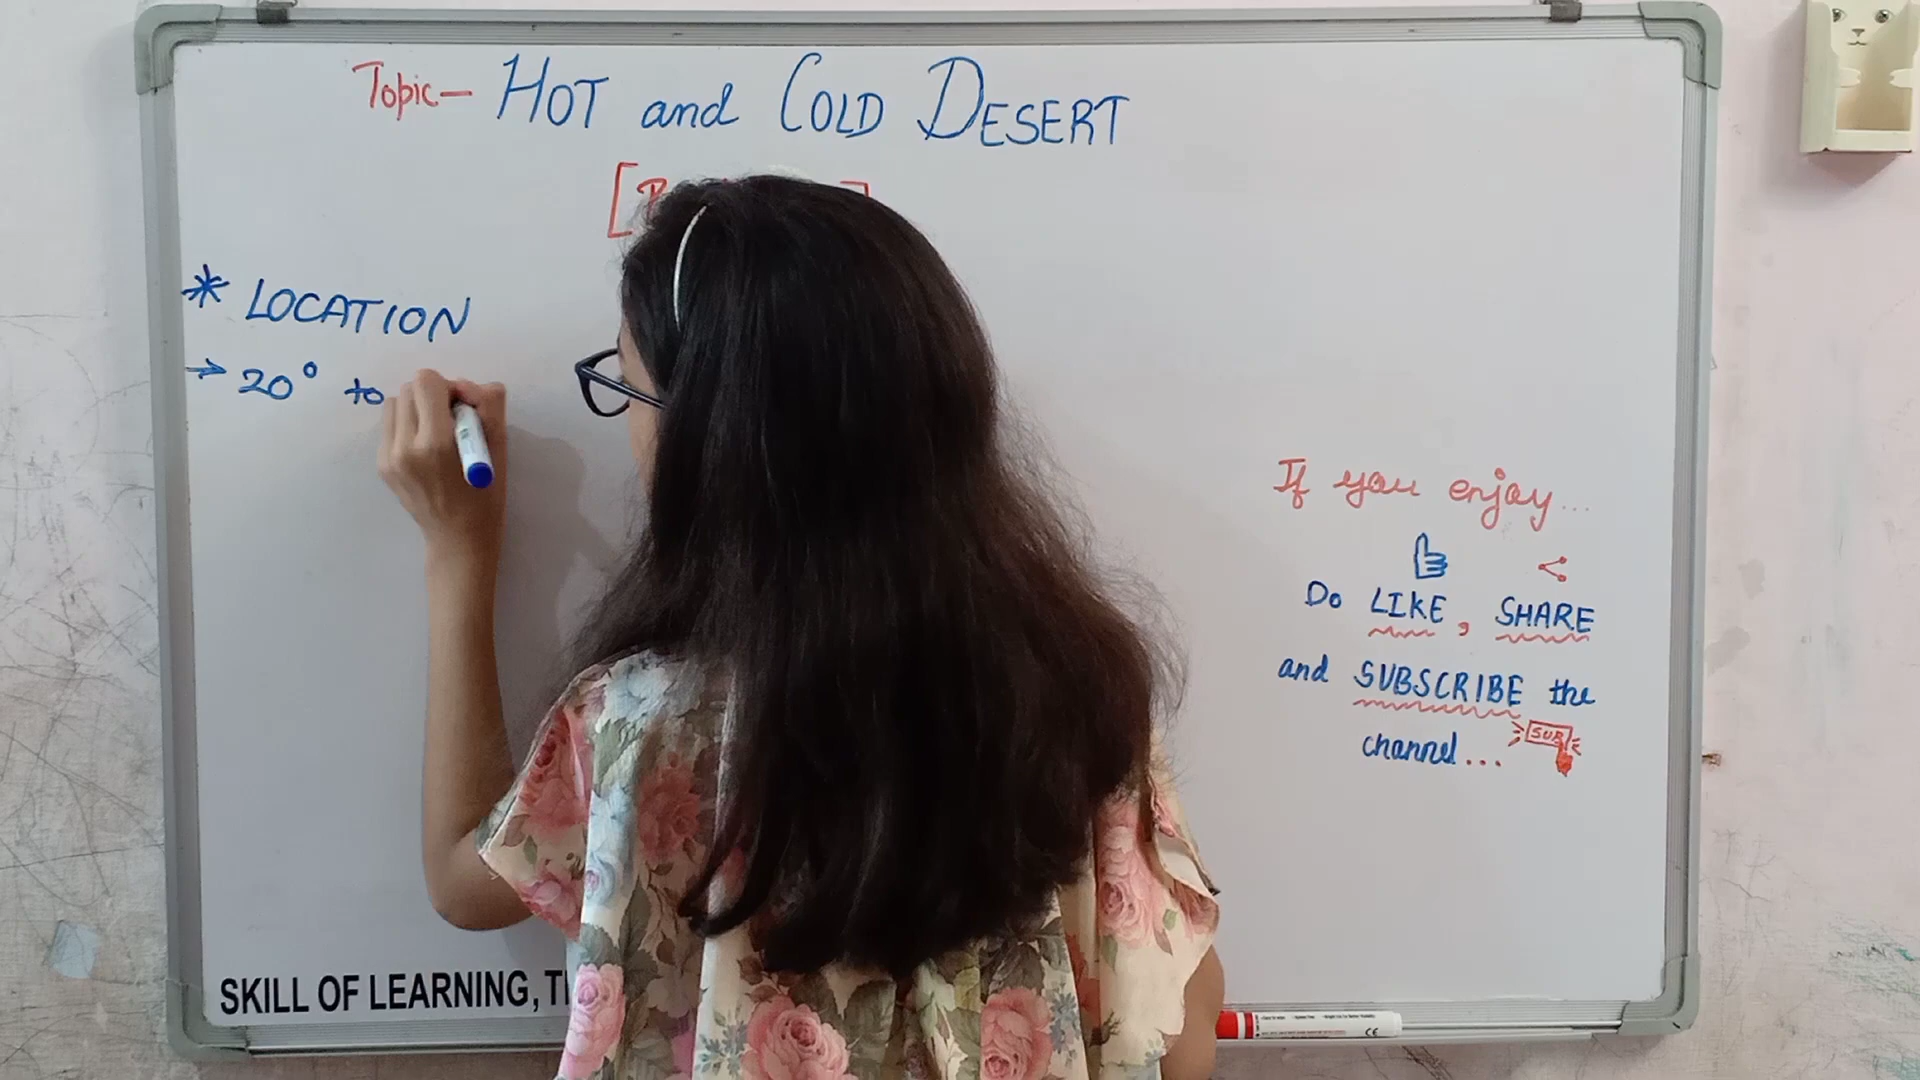 Topic— HOT and COLD DESERT
* LOCATION
→ 20° to
If you enjoy...
Do LIKE, SHARE
and SUBSCRIBE the
channel... SUB
SKILL OF LEARNING,